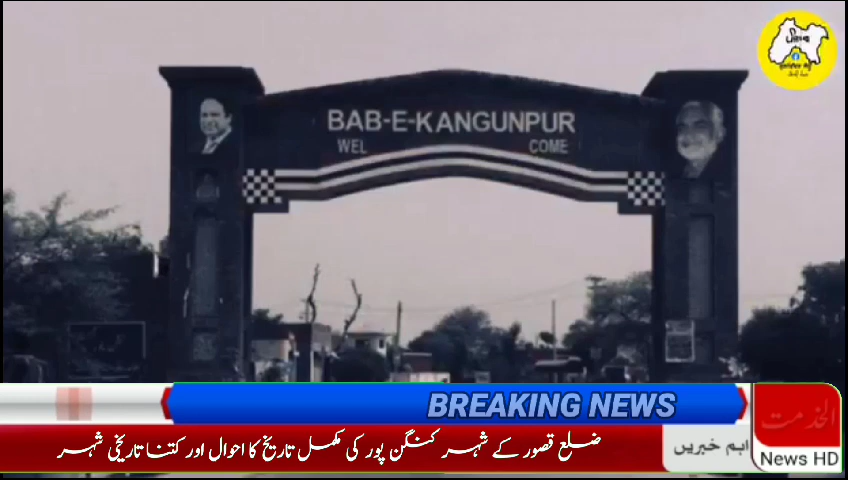 BAB-E-KANGUNPUR
WEL COME
BREAKING NEWS
ضلع قصور کے شہر کنگن پور کی مکمل تاریخ کا احوال اور کتنا تاریخی شہر
اہم خبریں
الخدمت
News HD